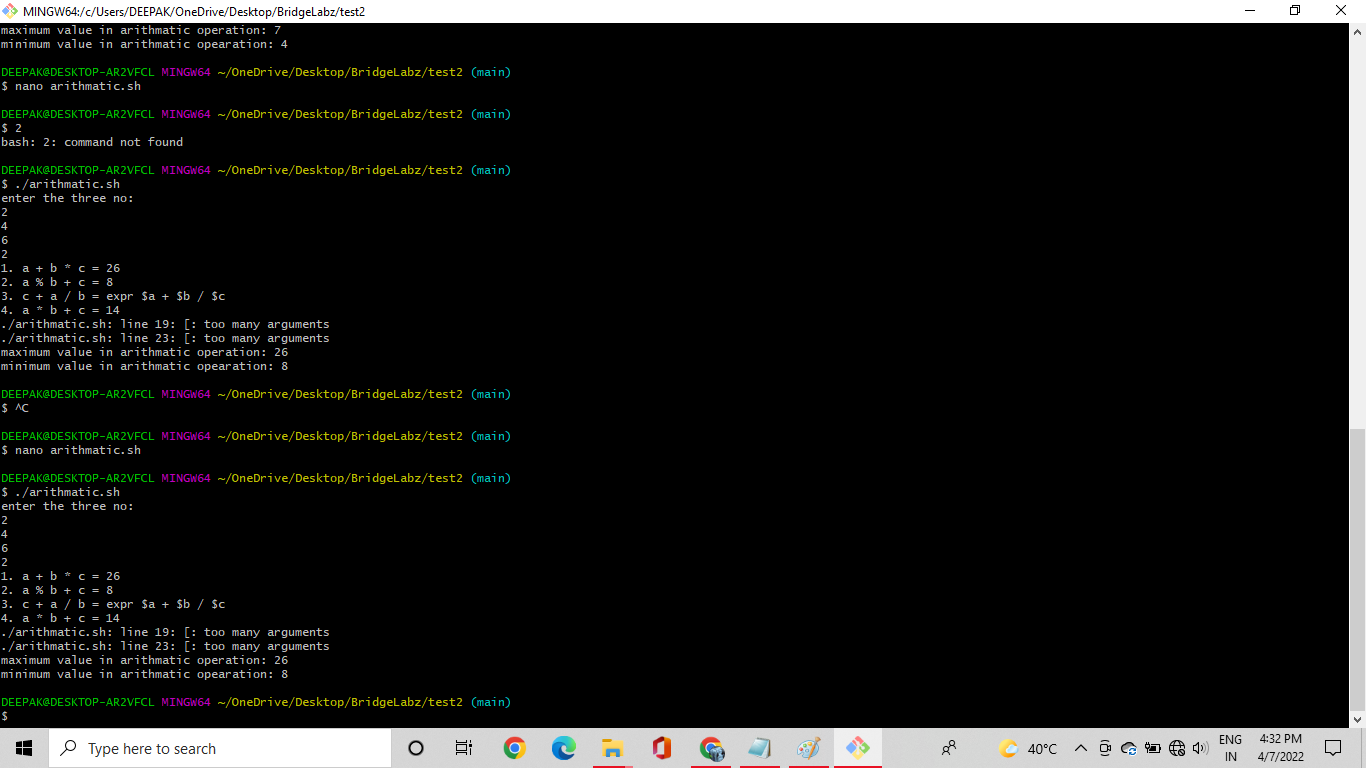 MINGW64:/c/Users/DEEPAK/OneDrive/Desktop/BridgeLabz/test2
maximum value in arithmatic operation: 7
minimum value in arithmatic opearation: 4
DEEPAK@DESKTOP-AR2VFCL MINGW64 ~/OneDrive/Desktop/BridgeLabz/test2 (main)
$ nano arithmatic.sh
DEEPAK@DESKTOP-AR2VFCL MINGW64 ~/OneDrive/Desktop/BridgeLabz/test2 (main)
$ 2
bash: 2: command not found
DEEPAK@DESKTOP-AR2VFCL MINGW64 ~/OneDrive/Desktop/BridgeLabz/test2 (main)
$ ./arithmatic.sh
enter the three no:
2
4
6
2
1. a + b * c = 26
2. a % b + c = 8
3. c + a / b = expr $a + $b / $c
4. a * b + c = 14
./arithmatic.sh: line 19: [: too many arguments
./arithmatic.sh: line 23: [: too many arguments
maximum value in arithmatic operation: 26
minimum value in arithmatic opearation: 8
DEEPAK@DESKTOP-AR2VFCL MINGW64 ~/OneDrive/Desktop/BridgeLabz/test2 (main)
$ ^C
DEEPAK@DESKTOP-AR2VFCL MINGW64 ~/OneDrive/Desktop/BridgeLabz/test2 (main)
$ nano arithmatic.sh
DEEPAK@DESKTOP-AR2VFCL MINGW64 ~/OneDrive/Desktop/BridgeLabz/test2 (main)
$ ./arithmatic.sh
enter the three no:
2
4
6
2
1. a + b * c = 26
2. a % b + c = 8
3. c + a / b = expr $a + $b / $c
4. a * b + c = 14
./arithmatic.sh: line 19: [: too many arguments
./arithmatic.sh: line 23: [: too many arguments
maximum value in arithmatic operation: 26
minimum value in arithmatic opearation: 8
DEEPAK@DESKTOP-AR2VFCL MINGW64 ~/OneDrive/Desktop/BridgeLabz/test2 (main)
$
Type here to search
40°C
ENG
IN
4:32 PM
4/7/2022